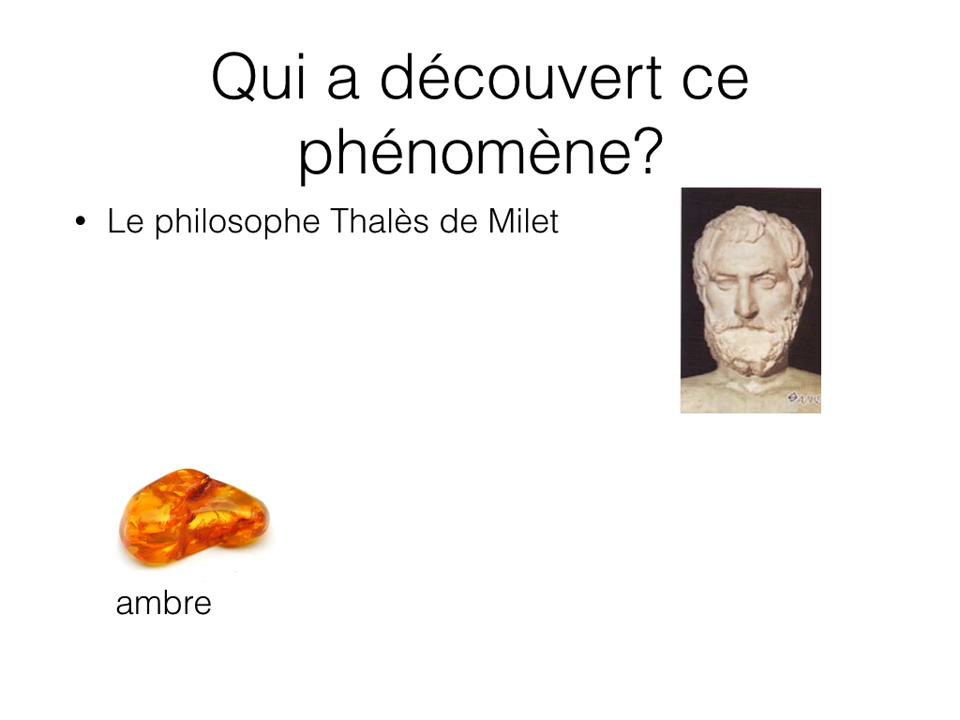 Qui a découvert ce
phénomène?
• Le philosophe Thalès de Milet
ambre